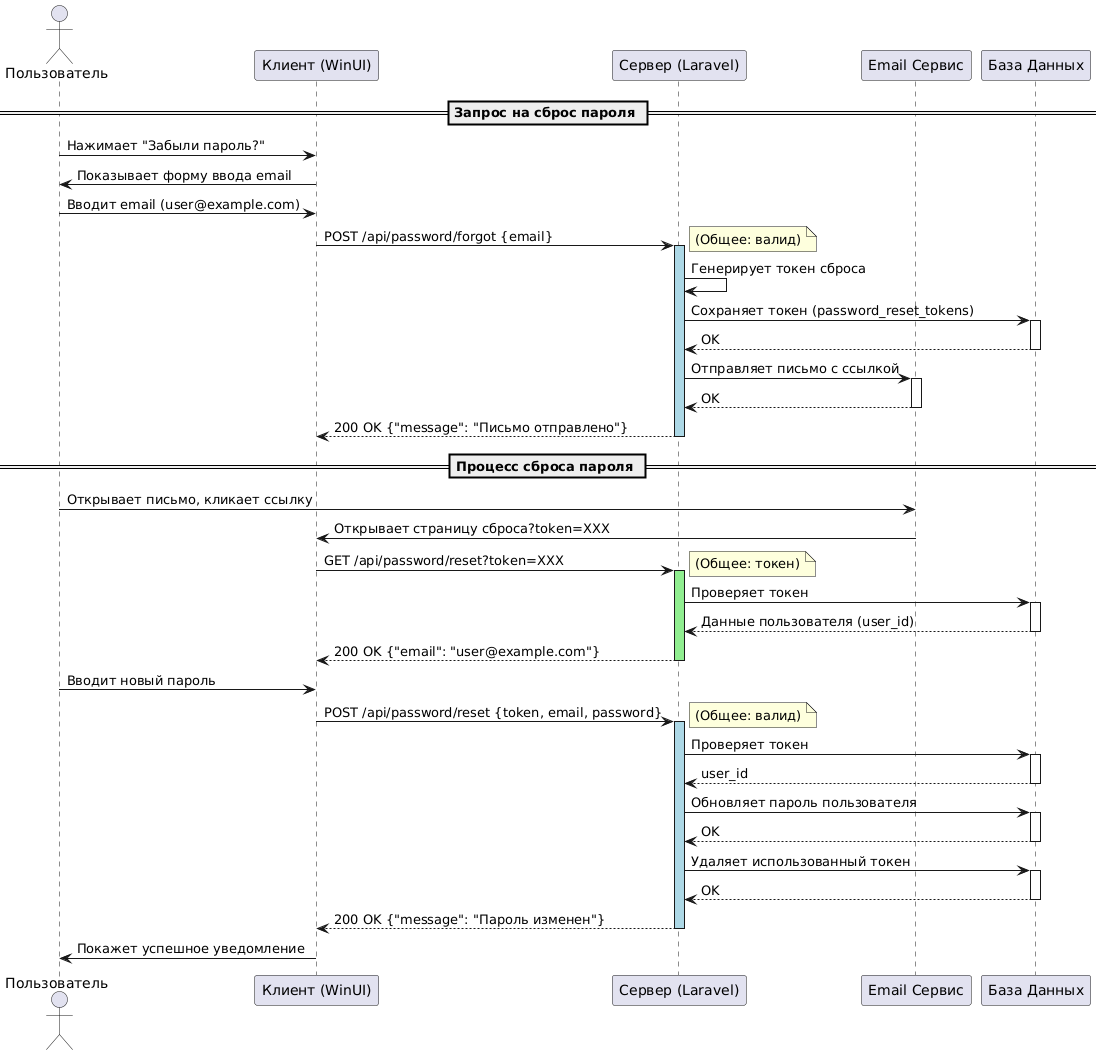 Пользователь
Клиент (WinUI)
Сервер (Laravel)
Email Сервис
База Данных
Запрос на сброс пароля
Нажимает "Забыли пароль?"
Показывает форму ввода email
Вводит email (user@example.com)
POST /api/password/forgot {email}
(Общее: валид)
Генерирует токен сброса
Сохраняет токен (password_reset_tokens)
OK
Отправляет письмо с ссылкой
OK
200 OK {"message": "Письмо отправлено"}
Процесс сброса пароля
Открывает письмо, кликает ссылку
Открывает страницу сброса?token=XXX
GET /api/password/reset?token=XXX
(Общее: токен)
Проверяет токен
Данные пользователя (user_id)
200 OK {"email": "user@example.com"}
Вводит новый пароль
POST /api/password/reset {token, email, password}
(Общее: валид)
Проверяет токен
user_id
Обновляет пароль пользователя
OK
Удаляет использованный токен
OK
200 OK {"message": "Пароль изменен"}
Покажет успешное уведомление
Пользователь
Клиент (WinUI)
Сервер (Laravel)
Email Сервис
База Данных